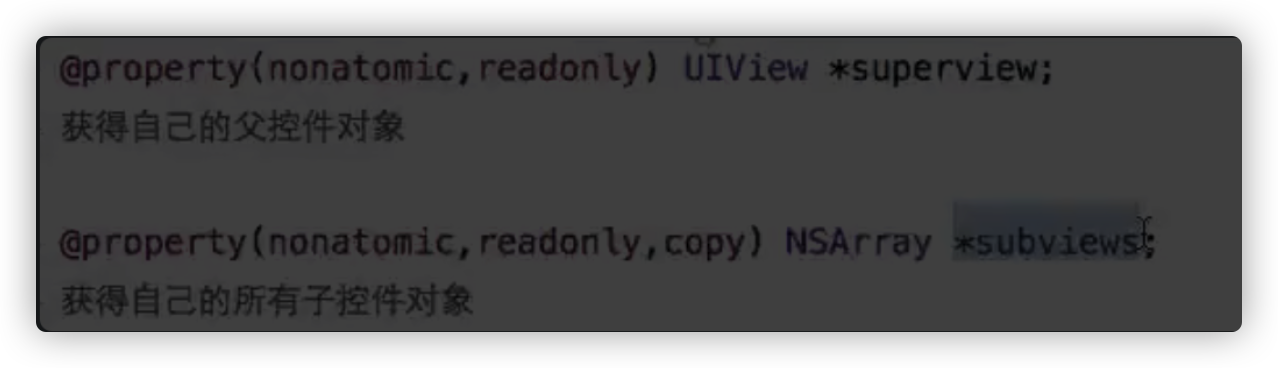 @property(nonatomic,readonly) UIView *superview;
获得自己的父控件对象
@property(nonatomic,readonly,copy) NSArray *subviews;
获得自己的所有子控件对象